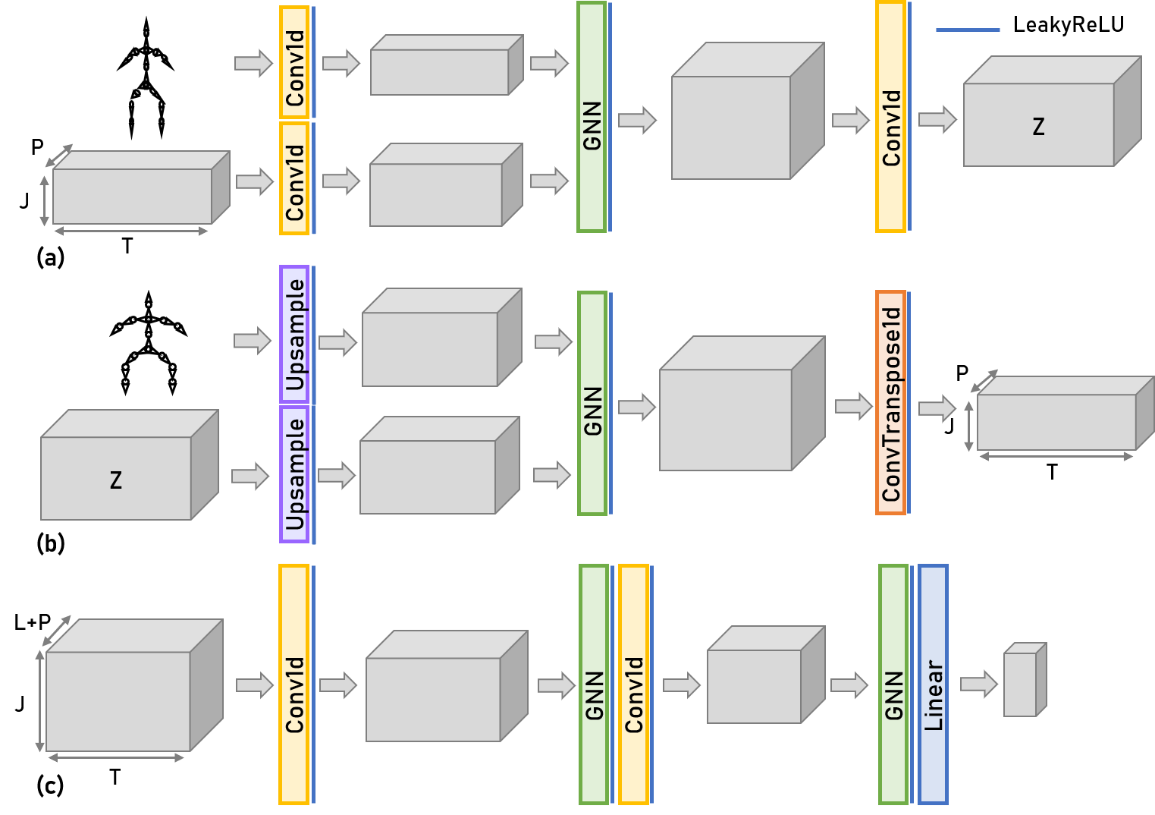 LeakyReLU
Conv1d
Conv1d
GNN
Conv1d
Z
P
J
T
(a)
Upsample
Upsample
GNN
ConvTranspose1d
Z
P
J
T
(b)
L+P
J
T
Conv1d
GNN
Conv1d
GNN
Linear
(c)